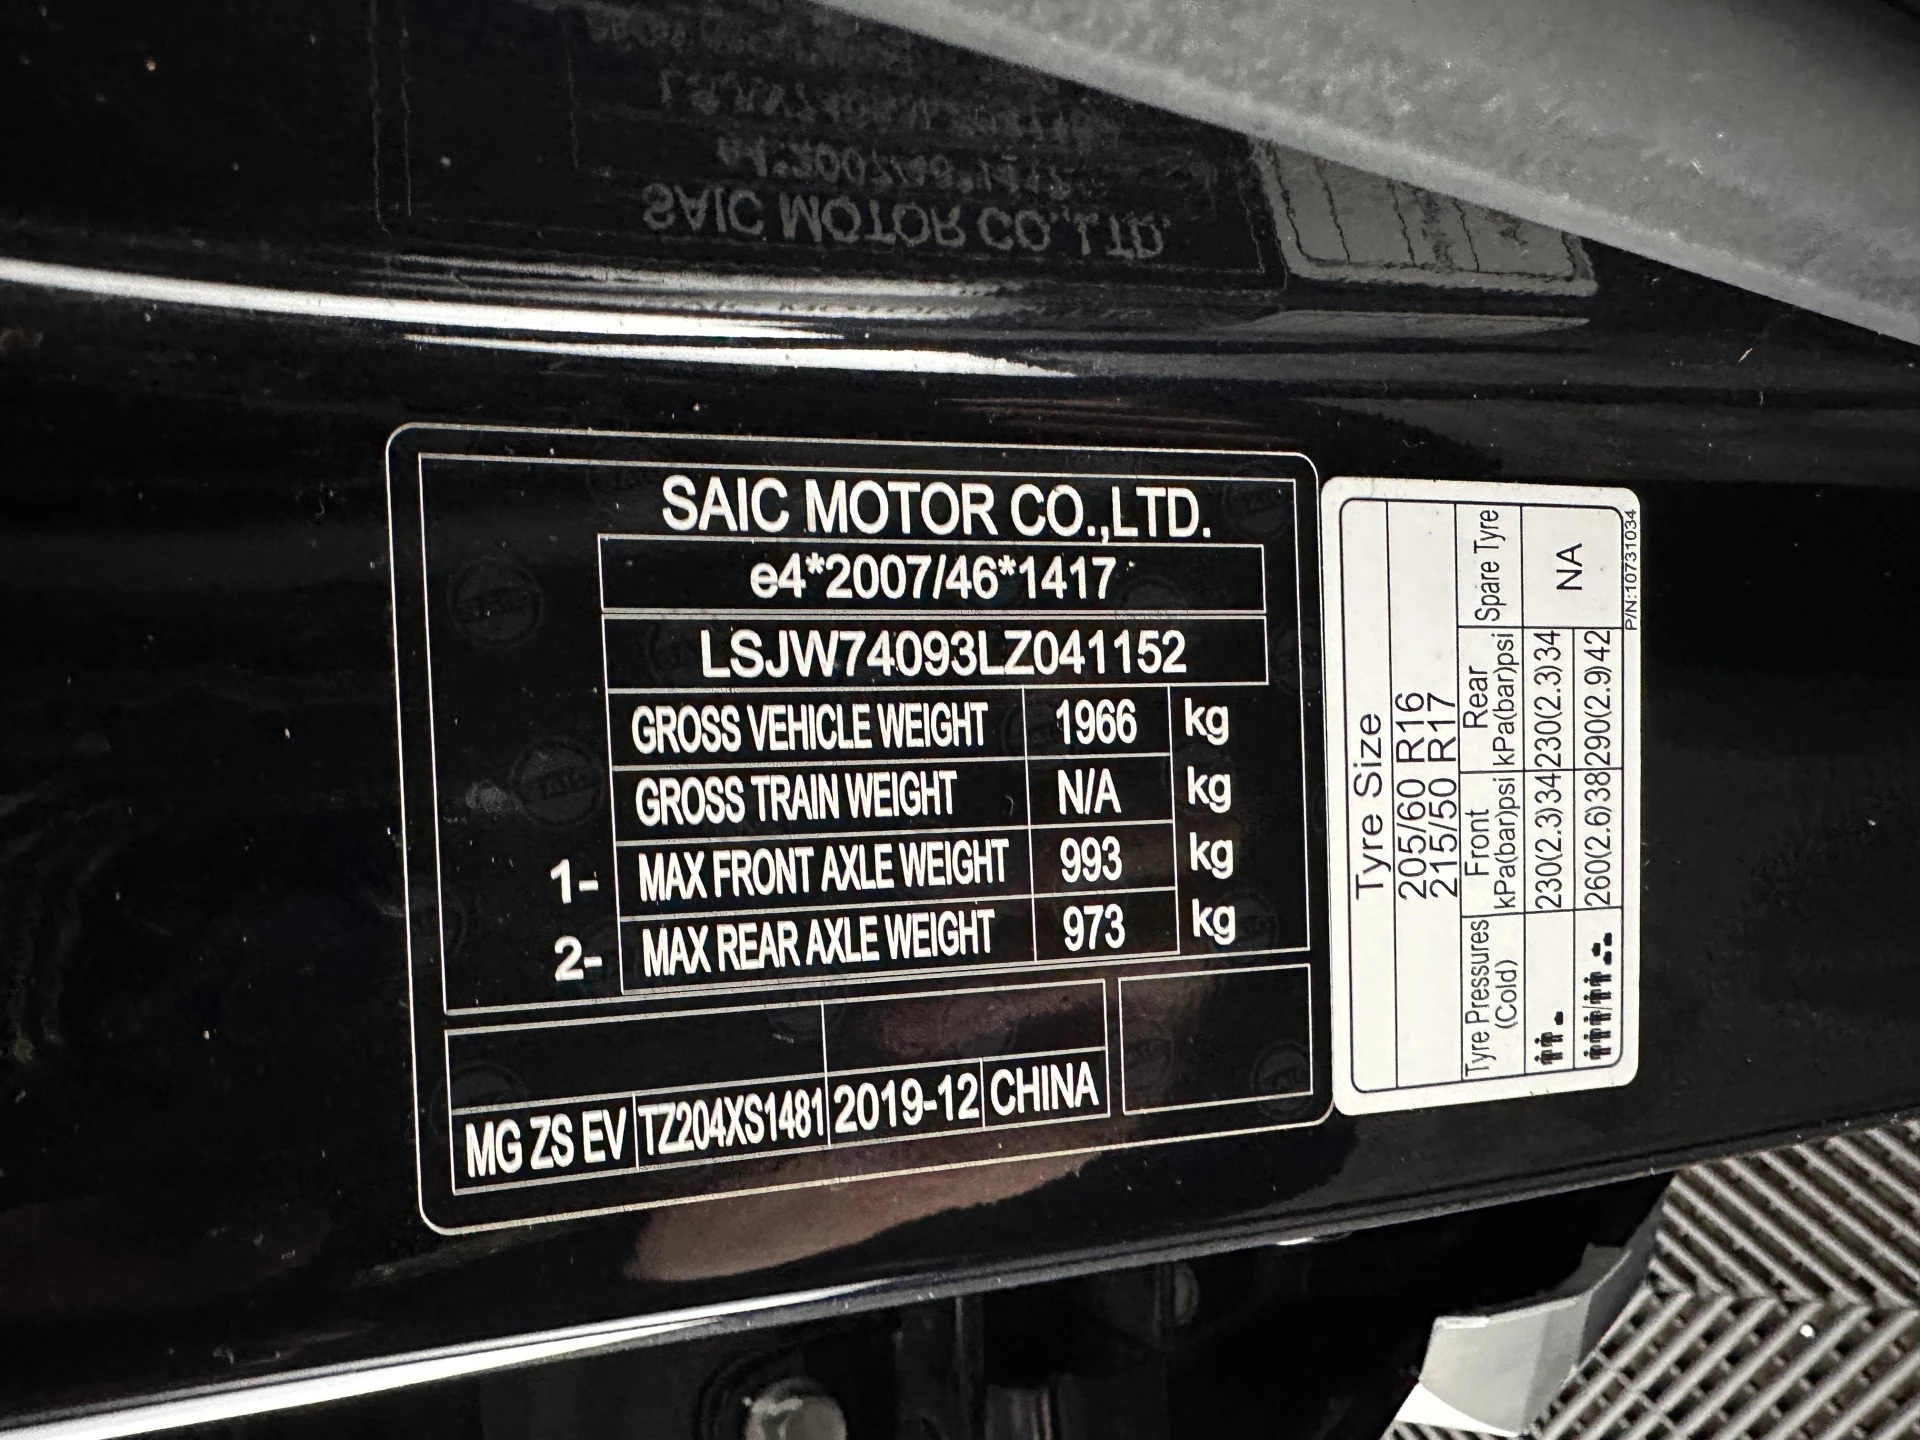 SAIC MOTOR CO.,LTD.
e4*2007/46*1417
LSJW74093LZ041152
GROSS VEHICLE WEIGHT 1966 kg
GROSS TRAIN WEIGHT N/A kg
1- MAX FRONT AXLE WEIGHT 993 kg
2- MAX REAR AXLE WEIGHT 973 kg
MG ZS EV TZ204XS1481 2019-12 CHINA
Tyre Size
205/60 R16
215/50 R17
Tyre Pressures (Cold) Front kPa(bar)psi Rear kPa(bar)psi Spare Tyre
230(2.3)34 230(2.3)34 NA
260(2.6)38 290(2.9)42
P/N:10731034